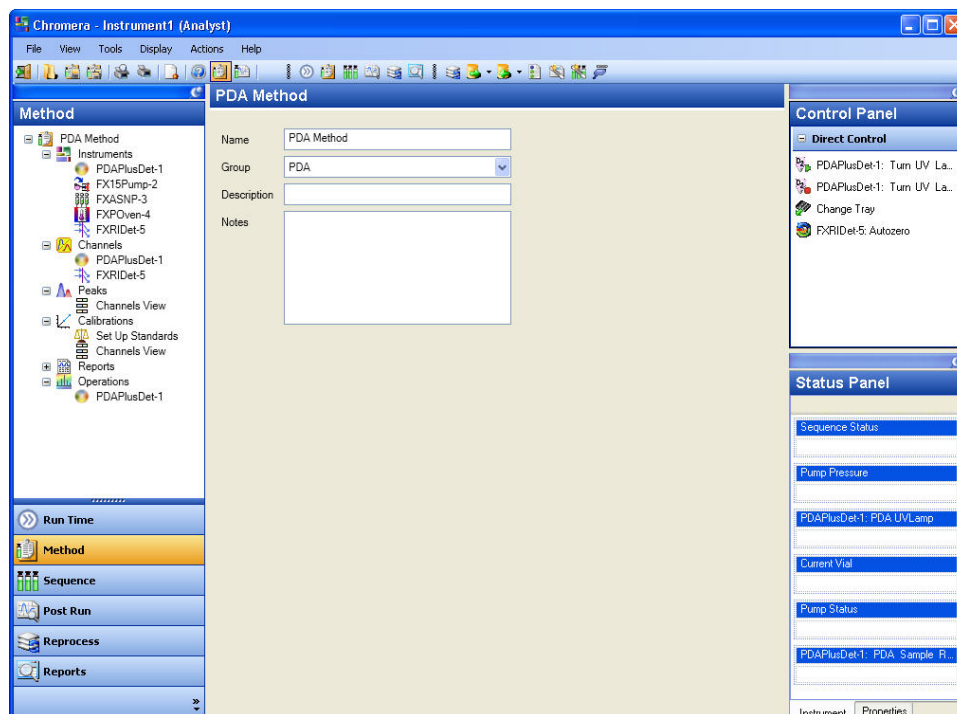 Chromera - Instrument1 (Analyst)
File View Tools Display Actions Help
Method
PDA Method
Instruments
PDAPlusDet-1
FX15Pump-2
FXASNP-3
FXPOven-4
FXRIDet-5
Channels
PDAPlusDet-1
FXRIDet-5
Peaks
Channels View
Calibrations
Set Up Standards
Channels View
Reports
Operations
PDAPlusDet-1
Run Time
Method
Sequence
Post Run
Reprocess
Reports
PDA Method
Name PDA Method
Group PDA
Description
Notes
Control Panel
Direct Control
PDAPlusDet-1: Turn UV La...
PDAPlusDet-1: Turn UV La...
Change Tray
FXRIDet-5: Autozero
Status Panel
Sequence Status
Pump Pressure
PDAPlusDet-1: PDA UVLamp
Current Vial
Pump Status
PDAPlusDet-1: PDA Sample R...
Instrument Properties